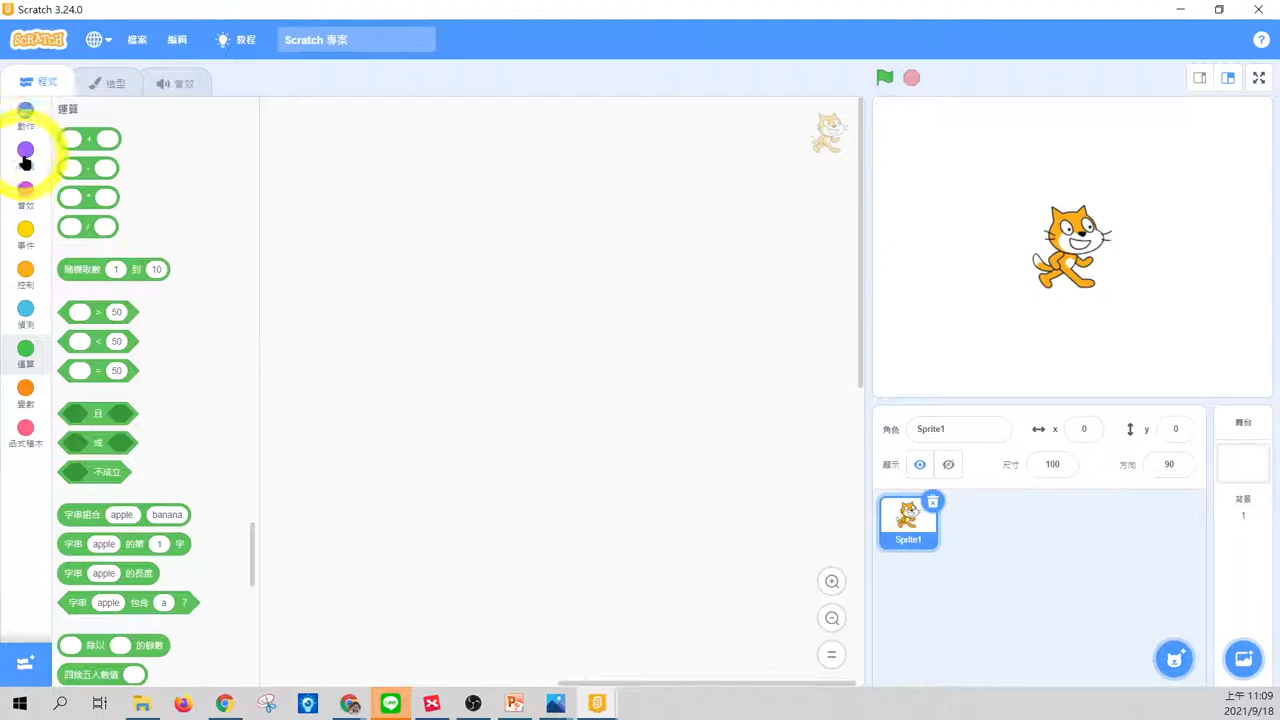 Scratch 3.24.0
SCRATCH
檔案
編輯
教程
Scratch 專案
?
程式
造型
音效
動作
音效
事件
控制
偵測
運算
變數
函式積木
運算
+
-
*
/
隨機取數 1 到 10
> 50
< 50
= 50
且
或
不成立
字串組合 apple banana
字串 apple 的第 1 字
字串 apple 的長度
字串 apple 包含 a ?
除以 的餘數
四捨五入數值
角色 Sprite1 x 0 y 0
顯示 尺寸 100 方向 90
Sprite1
舞台
背景
1
上午 11:09
2021/9/18